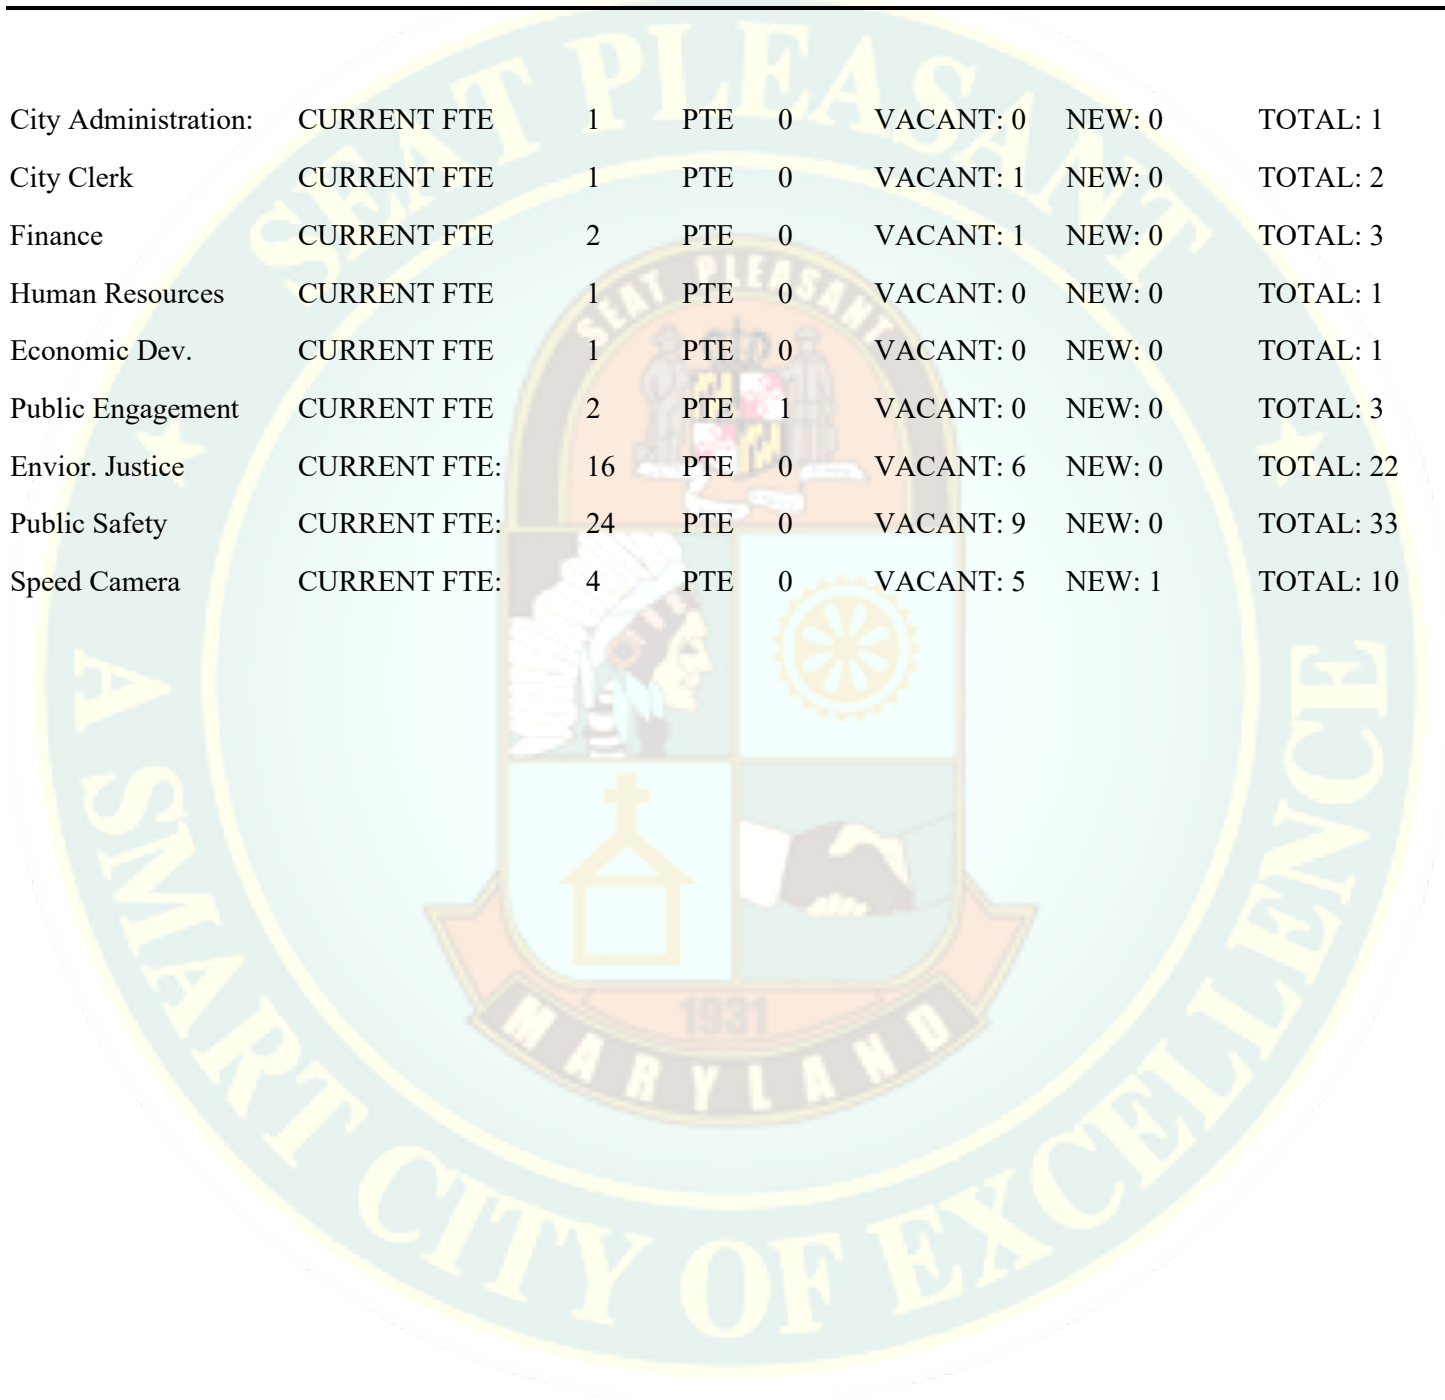 City Administration: CURRENT FTE 1 PTE 0 VACANT: 0 NEW: 0 TOTAL: 1
City Clerk CURRENT FTE 1 PTE 0 VACANT: 1 NEW: 0 TOTAL: 2
Finance CURRENT FTE 2 PTE 0 VACANT: 1 NEW: 0 TOTAL: 3
Human Resources CURRENT FTE 1 PTE 0 VACANT: 0 NEW: 0 TOTAL: 1
Economic Dev. CURRENT FTE 1 PTE 0 VACANT: 0 NEW: 0 TOTAL: 1
Public Engagement CURRENT FTE 2 PTE 1 VACANT: 0 NEW: 0 TOTAL: 3
Envior. Justice CURRENT FTE: 16 PTE 0 VACANT: 6 NEW: 0 TOTAL: 22
Public Safety CURRENT FTE: 24 PTE 0 VACANT: 9 NEW: 0 TOTAL: 33
Speed Camera CURRENT FTE: 4 PTE 0 VACANT: 5 NEW: 1 TOTAL: 10
SEAT PLEASANT
SEAT PLEASANT
1931
MARYLAND
A SMART CITY OF EXCELLENCE